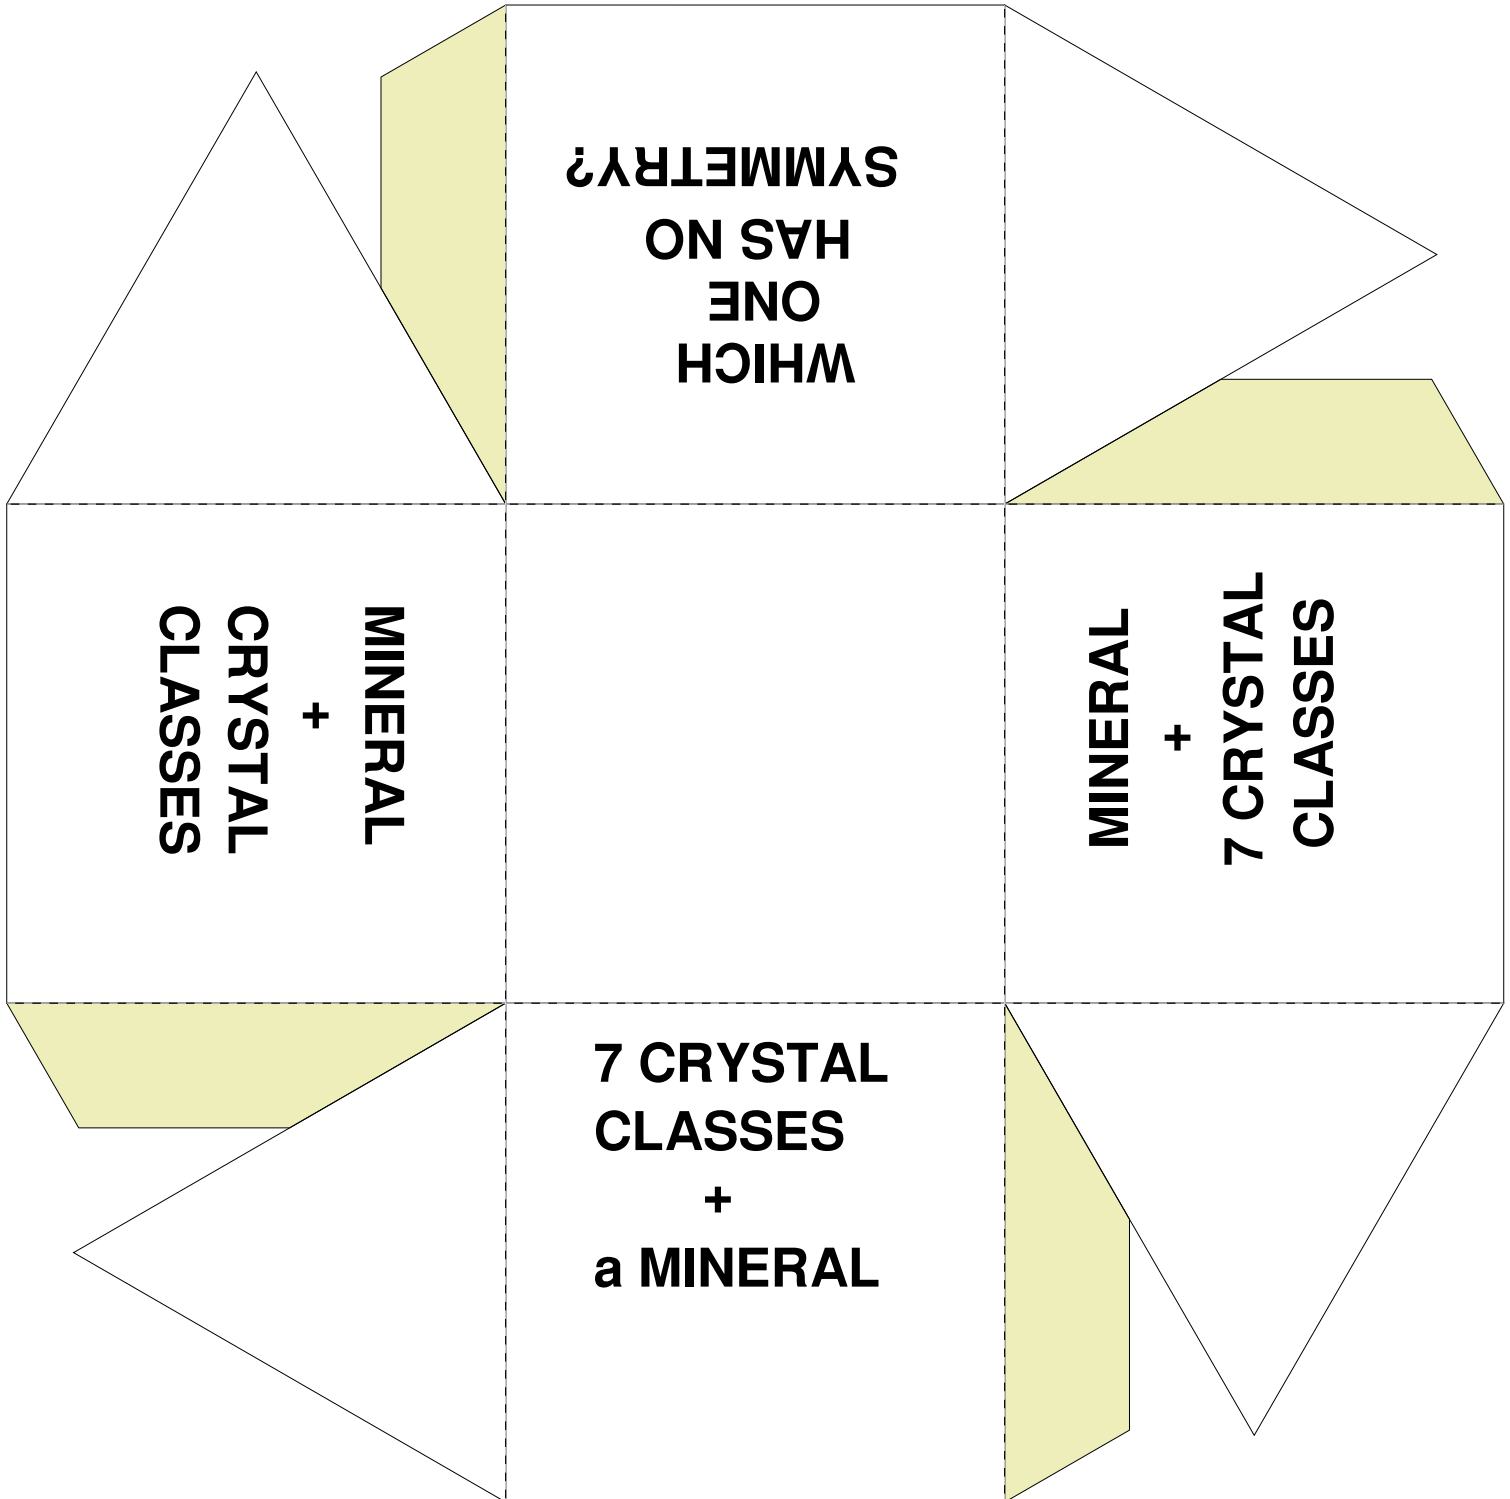 WHICH
ONE
HAS NO
SYMMETRY?
MINERAL
+
CRYSTAL
CLASSES
MINERAL
+
7 CRYSTAL
CLASSES
7 CRYSTAL
CLASSES
+
a MINERAL